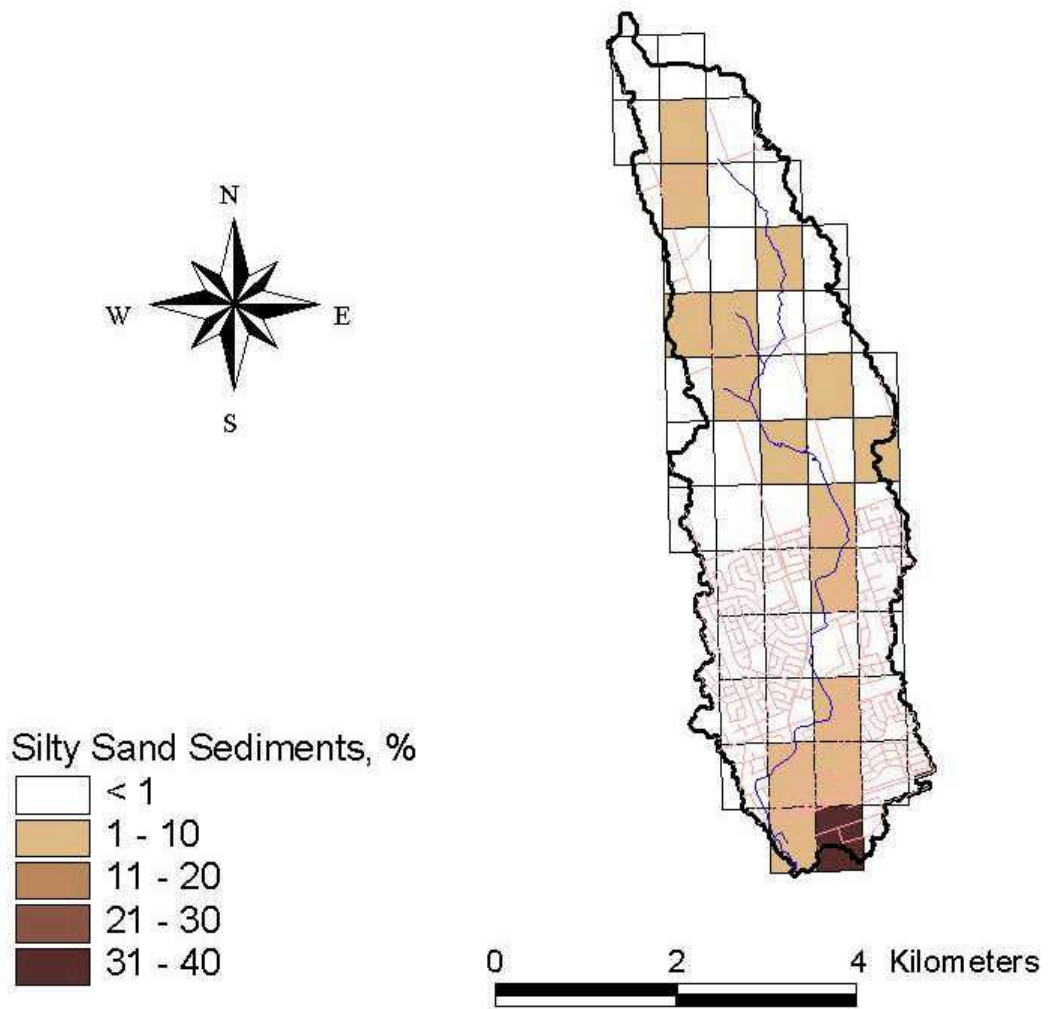 N
W E
S
Silty Sand Sediments, %
< 1
1 - 10
11 - 20
21 - 30
31 - 40
0 2 4 Kilometers